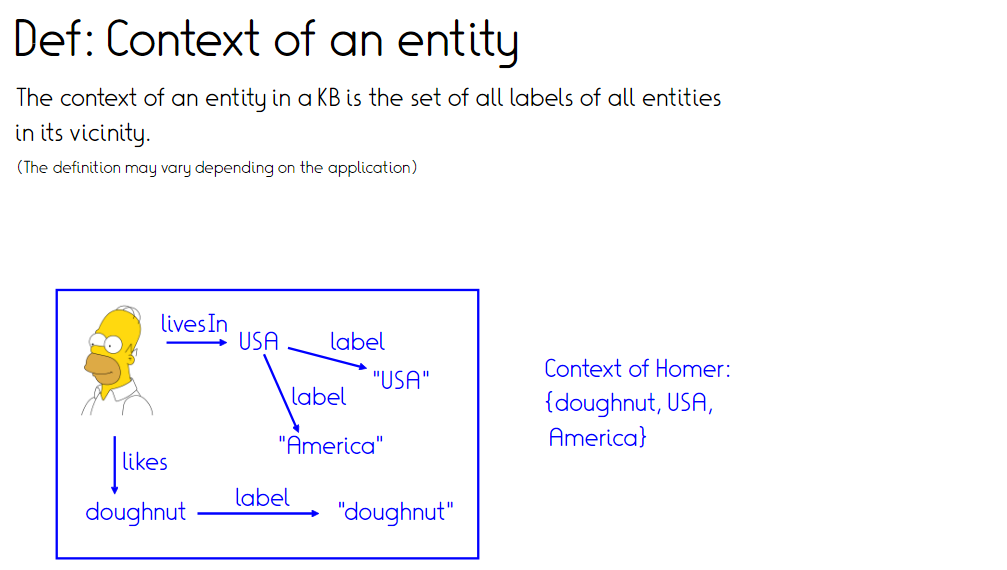 Def: Context of an entity
The context of an entity in a KB is the set of all labels of all entities
in its vicinity.
(The definition may vary depending on the application)
livesIn
USA
label
"USA"
label
"America"
likes
doughnut
label
"doughnut"
Context of Homer:
{doughnut, USA,
America}